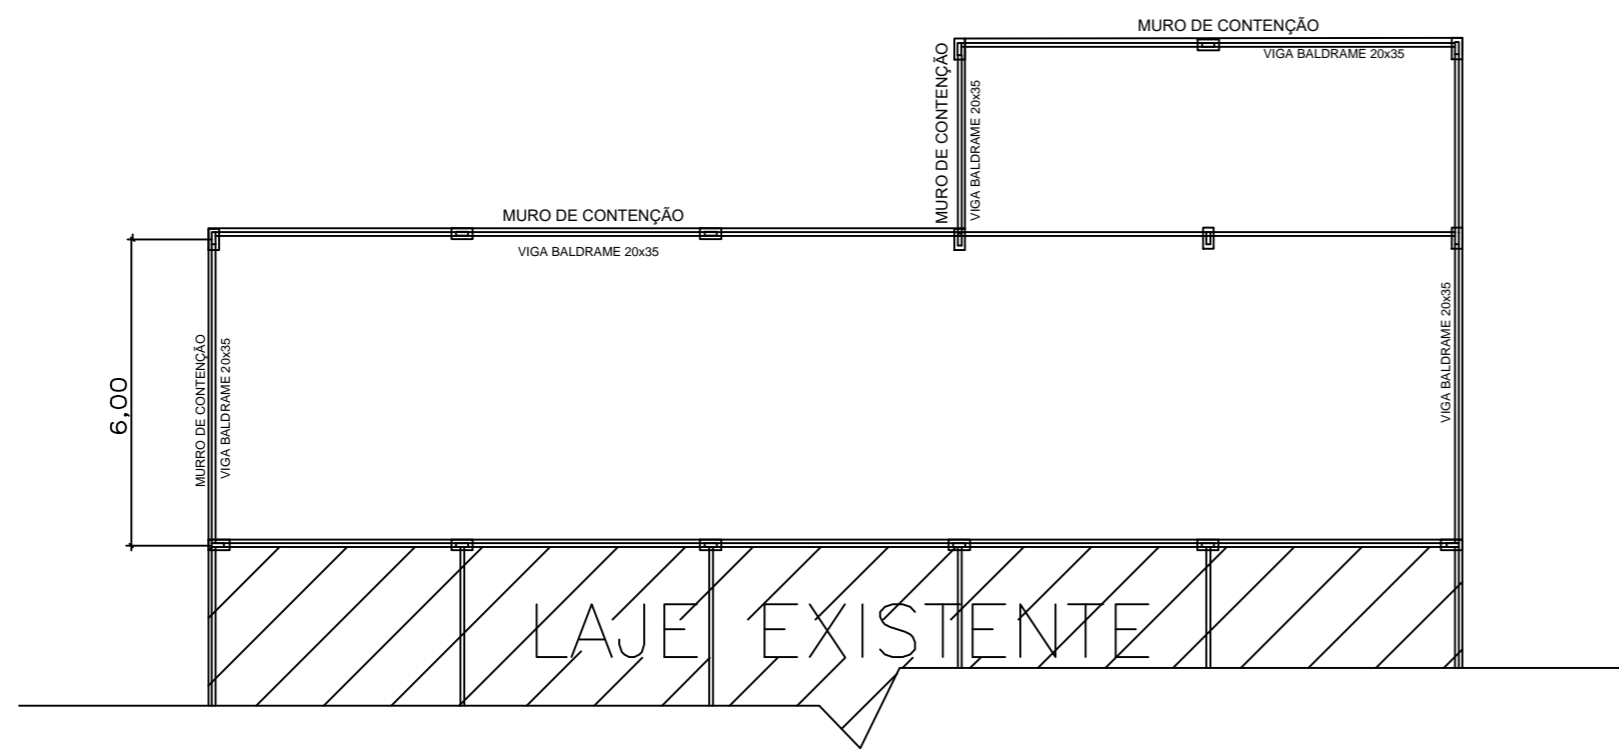 MURO DE CONTENÇÃO
VIGA BALDRAME 20x35
MURO DE CONTENÇÃO
VIGA BALDRAME 20x35
MURO DE CONTENÇÃO
VIGA BALDRAME 20x35
6,00
MURRO DE CONTENÇÃO
VIGA BALDRAME 20x35
VIGA BALDRAME 20x35
LAJE EXISTENTE